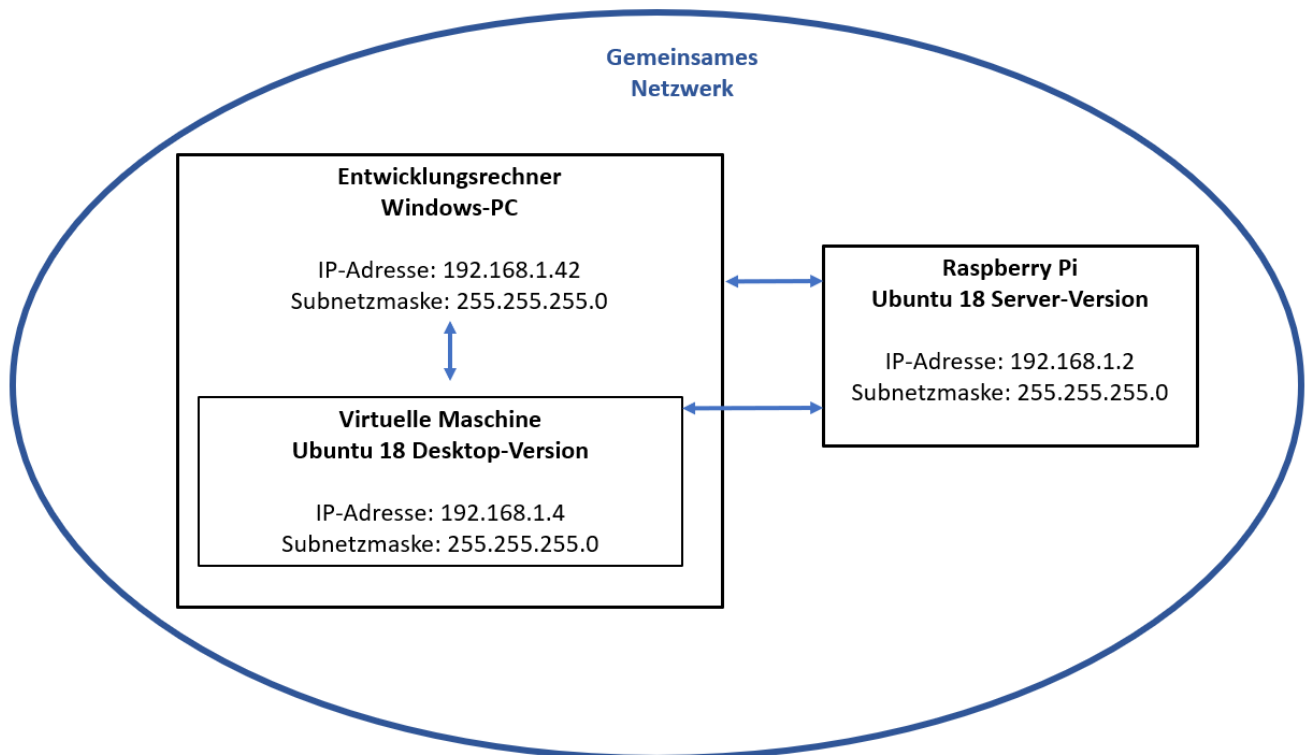 Gemeinsames
Netzwerk
Entwicklungsrechner
Windows-PC
IP-Adresse: 192.168.1.42
Subnetzmaske: 255.255.255.0
Virtuelle Maschine
Ubuntu 18 Desktop-Version
IP-Adresse: 192.168.1.4
Subnetzmaske: 255.255.255.0
Raspberry Pi
Ubuntu 18 Server-Version
IP-Adresse: 192.168.1.2
Subnetzmaske: 255.255.255.0